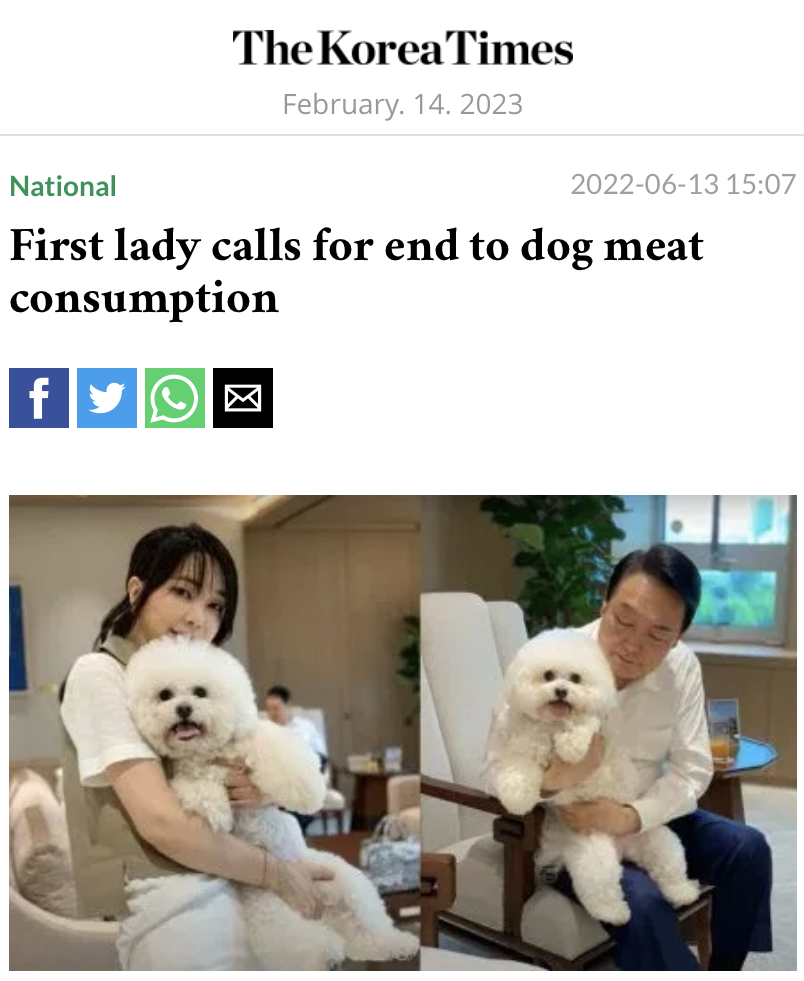 The Korea Times
February. 14. 2023
National
2022-06-13 15:07
First lady calls for end to dog meat
consumption